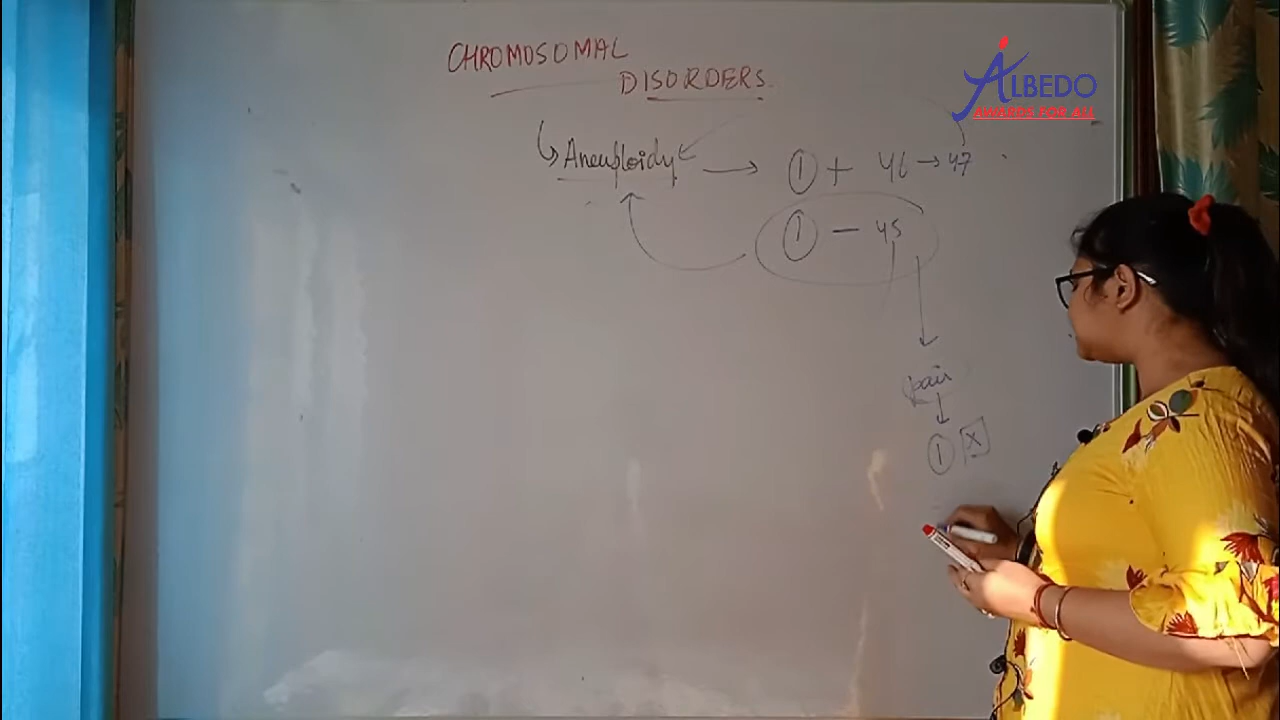 CHROMOSOMAL
DISORDERS.
ALBEDO
AWARDS FOR ALL
Aneuploidy → ① + 46 → 47
① — 45
pair
① X